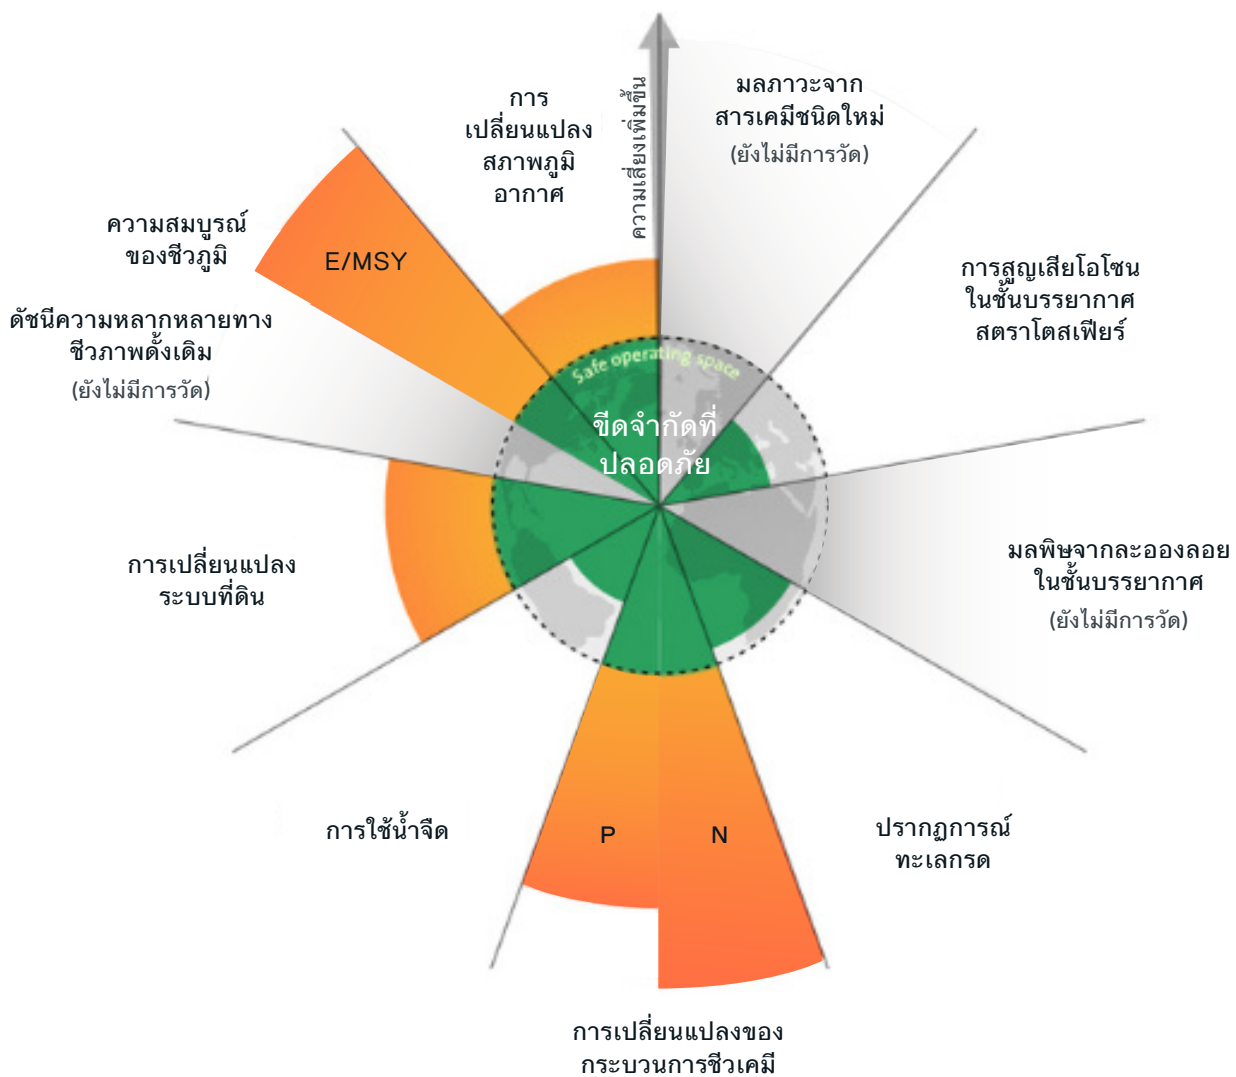 การ
เปลี่ยนแปลง
สภาพภูมิ
อากาศ
ความเสี่ยงเพิ่มขึ้น
มลภาวะจาก
สารเคมีชนิดใหม่
(ยังไม่มีการวัด)
ความสมบูรณ์
ของชีวภูมิ
E/MSY
การสูญเสียโอโซน
ในชั้นบรรยากาศ
สตราโตสเฟียร์
ดัชนีความหลากหลายทาง
ชีวภาพดั้งเดิม
(ยังไม่มีการวัด)
Safe operating space
ขีดจำกัดที่
ปลอดภัย
การเปลี่ยนแปลง
ระบบที่ดิน
มลพิษจากละอองลอย
ในชั้นบรรยากาศ
(ยังไม่มีการวัด)
การใช้น้ำจืด
P
N
ปรากฏการณ์
ทะเลกรด
การเปลี่ยนแปลงของ
กระบวนการชีวเคมี